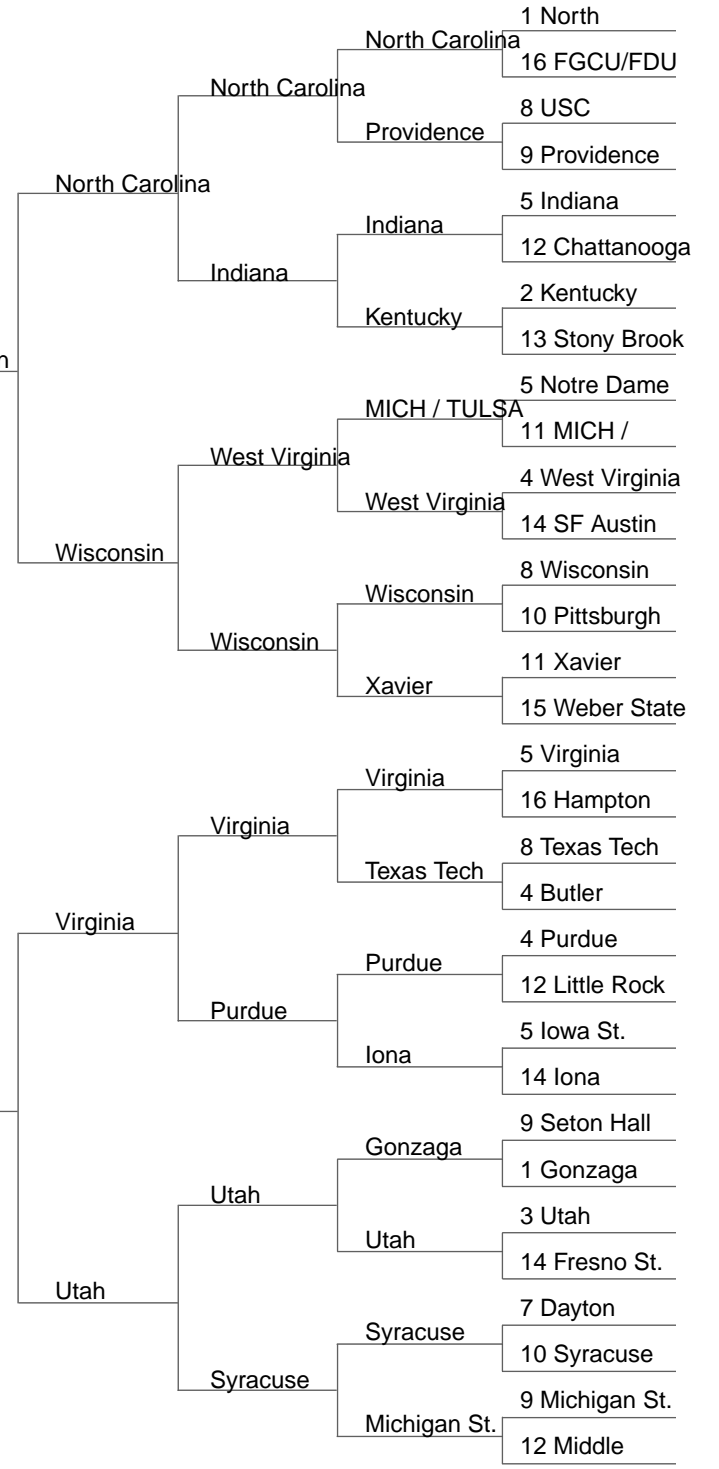 1 North
North Carolina
16 FGCU/FDU
North Carolina
8 USC
Providence
9 Providence
North Carolina
5 Indiana
Indiana
12 Chattanooga
Indiana
2 Kentucky
Kentucky
13 Stony Brook
n
5 Notre Dame
MICH / TULSA
11 MICH /
West Virginia
4 West Virginia
West Virginia
14 SF Austin
Wisconsin
8 Wisconsin
Wisconsin
10 Pittsburgh
Wisconsin
11 Xavier
Xavier
15 Weber State
5 Virginia
Virginia
16 Hampton
Virginia
8 Texas Tech
Texas Tech
4 Butler
Virginia
4 Purdue
Purdue
12 Little Rock
Purdue
5 Iowa St.
Iona
14 Iona
9 Seton Hall
Gonzaga
1 Gonzaga
Utah
3 Utah
Utah
14 Fresno St.
Utah
7 Dayton
Syracuse
10 Syracuse
Syracuse
9 Michigan St.
Michigan St.
12 Middle